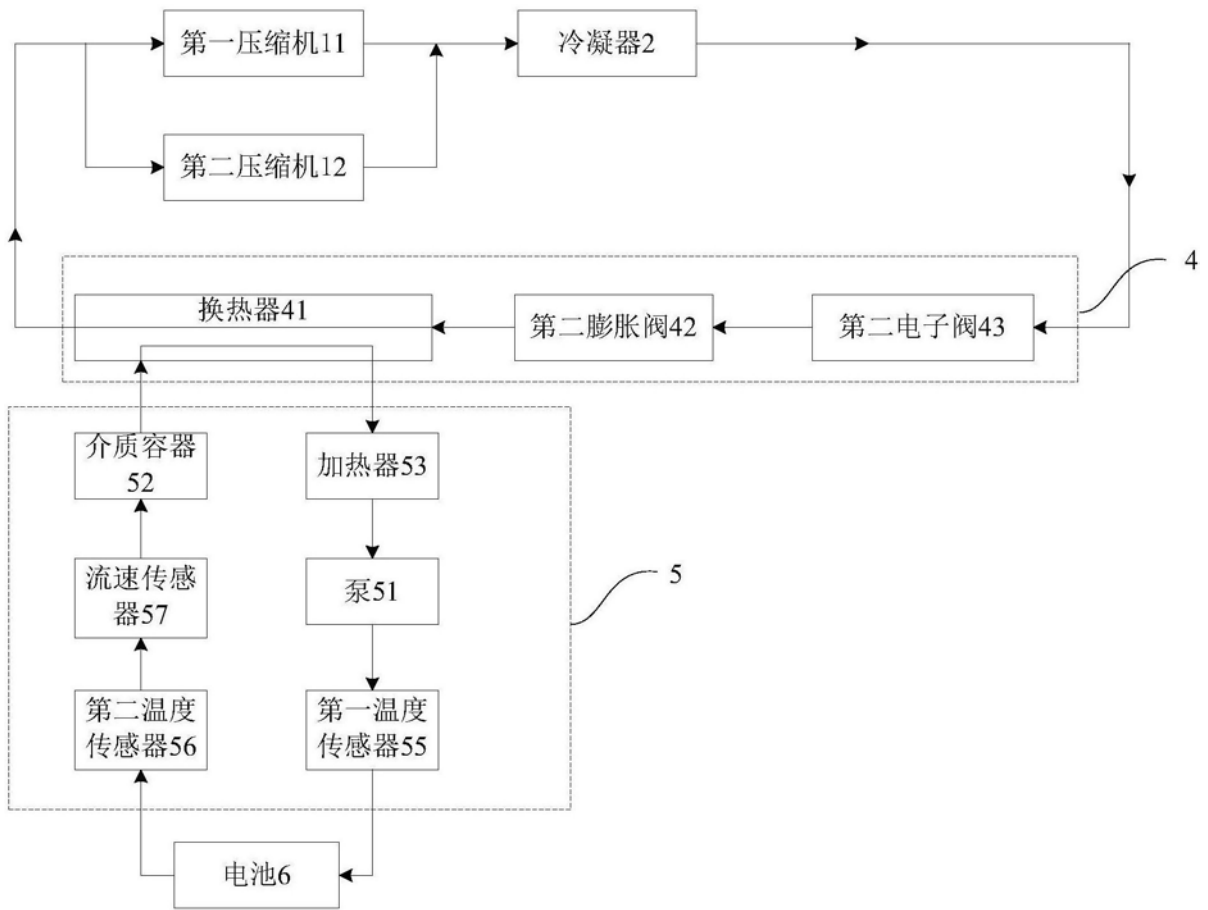 第一压缩机11
冷凝器2
第二压缩机12
4
换热器41
第二膨胀阀42
第二电子阀43
介质容器
52
加热器53
流速传感
器57
泵51
5
第二温度
传感器56
第一温度
传感器55
电池6